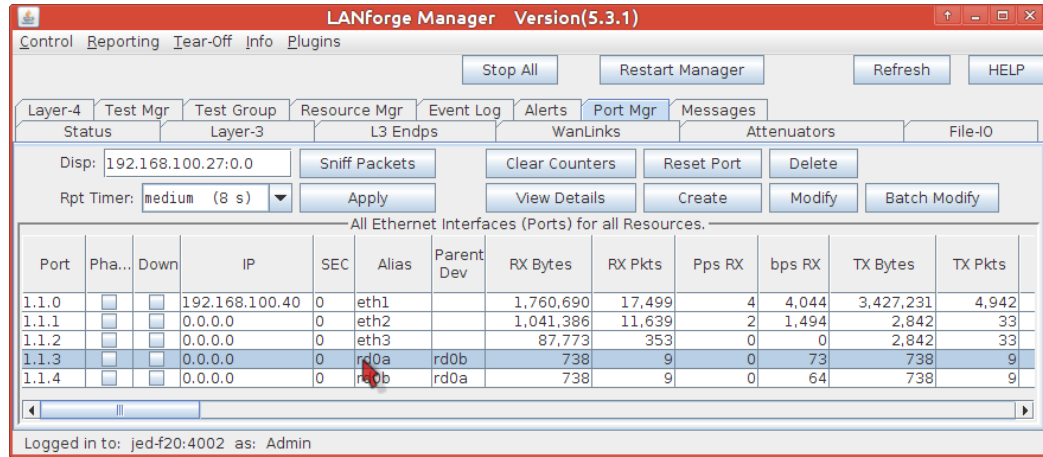 LANforge Manager Version(5.3.1)
Control Reporting Tear-Off Info Plugins
Stop All Restart Manager Refresh HELP
Layer-4 Test Mgr Test Group Resource Mgr Event Log Alerts Port Mgr Messages
Status Layer-3 L3 Endps WanLinks Attenuators File-IO
Disp: 192.168.100.27:0.0 Sniff Packets Clear Counters Reset Port Delete
Rpt Timer: medium (8 s) Apply View Details Create Modify Batch Modify
All Ethernet Interfaces (Ports) for all Resources.
Port Pha... Down IP SEC Alias Parent Dev RX Bytes RX Pkts Pps RX bps RX TX Bytes TX Pkts
1.1.0 192.168.100.40 0 eth1 1,760,690 17,499 4 4,044 3,427,231 4,942
1.1.1 0.0.0.0 0 eth2 1,041,386 11,639 2 1,494 2,842 33
1.1.2 0.0.0.0 0 eth3 87,773 353 0 0 2,842 33
1.1.3 0.0.0.0 0 rd0a rd0b 738 9 0 73 738 9
1.1.4 0.0.0.0 0 rd0b rd0a 738 9 0 64 738 9
Logged in to: jed-f20:4002 as: Admin